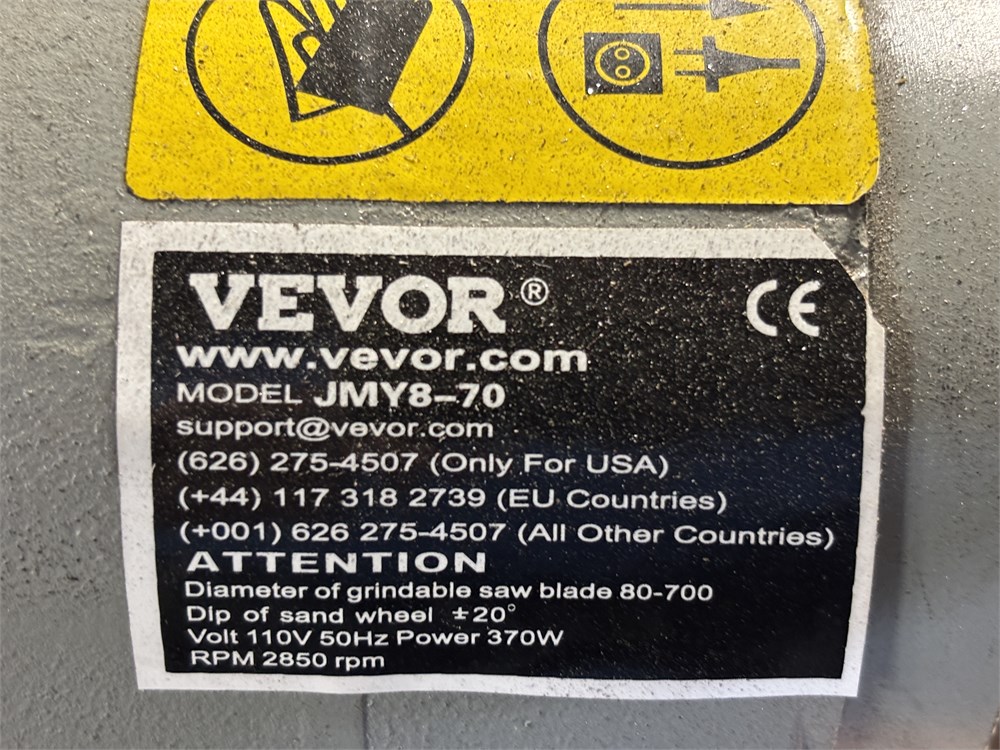 VEVOR®
CE
www.vevor.com
MODEL JMY8-70
support@vevor.com
(626) 275-4507 (Only For USA)
(+44) 117 318 2739 (EU Countries)
(+001) 626 275-4507 (All Other Countries)
ATTENTION
Diameter of grindable saw blade 80-700
Dip of sand wheel ±20°
Volt 110V 50Hz Power 370W
RPM 2850 rpm